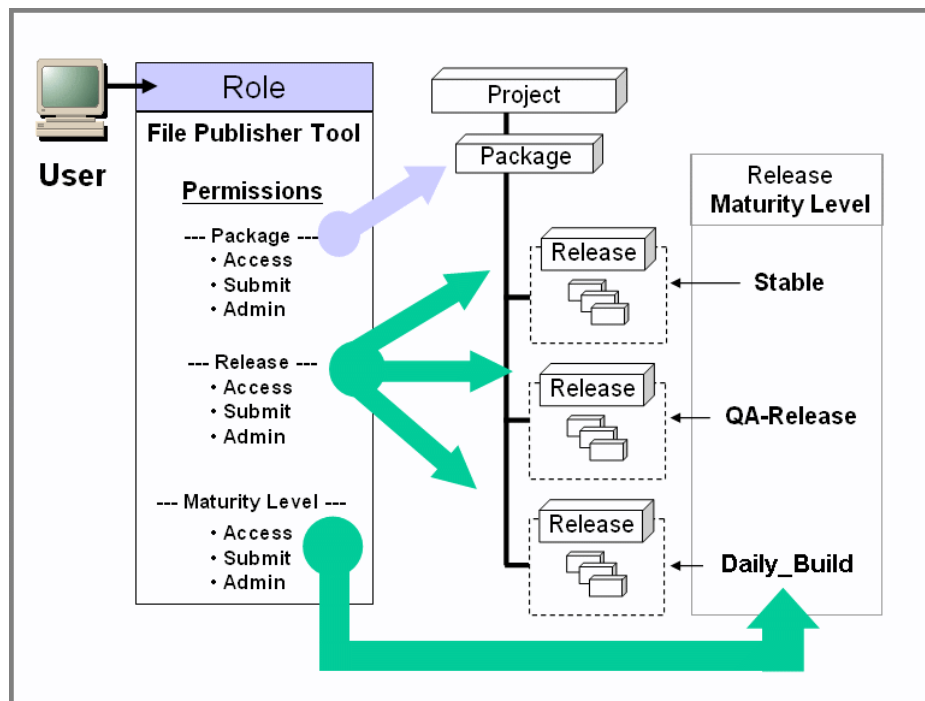 User
Role
File Publisher Tool
Permissions
--- Package ---
• Access
• Submit
• Admin
--- Release ---
• Access
• Submit
• Admin
--- Maturity Level ---
• Access
• Submit
• Admin
Project
Package
Release
Release
Release
Release
Maturity Level
Stable
QA-Release
Daily_Build